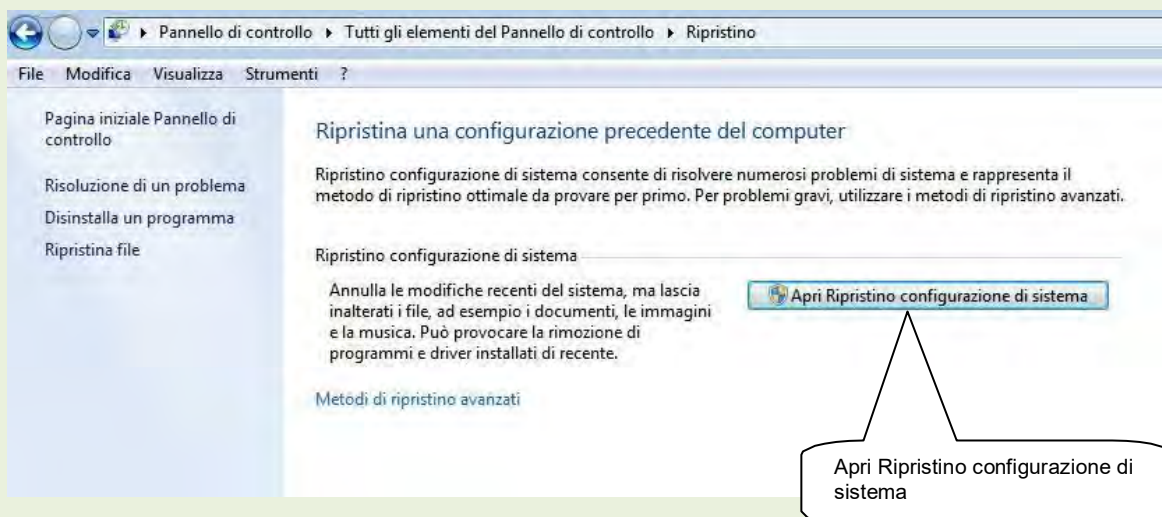 Pannello di controllo ▸ Tutti gli elementi del Pannello di controllo ▸ Ripristino
File Modifica Visualizza Strumenti ?
Pagina iniziale Pannello di
controllo
Risoluzione di un problema
Disinstalla un programma
Ripristina file
Ripristina una configurazione precedente del computer
Ripristino configurazione di sistema consente di risolvere numerosi problemi di sistema e rappresenta il
metodo di ripristino ottimale da provare per primo. Per problemi gravi, utilizzare i metodi di ripristino avanzati.
Ripristino configurazione di sistema
Annulla le modifiche recenti del sistema, ma lascia
inalterati i file, ad esempio i documenti, le immagini
e la musica. Può provocare la rimozione di
programmi e driver installati di recente.
Apri Ripristino configurazione di sistema
Metodi di ripristino avanzati
Apri Ripristino configurazione di
sistema